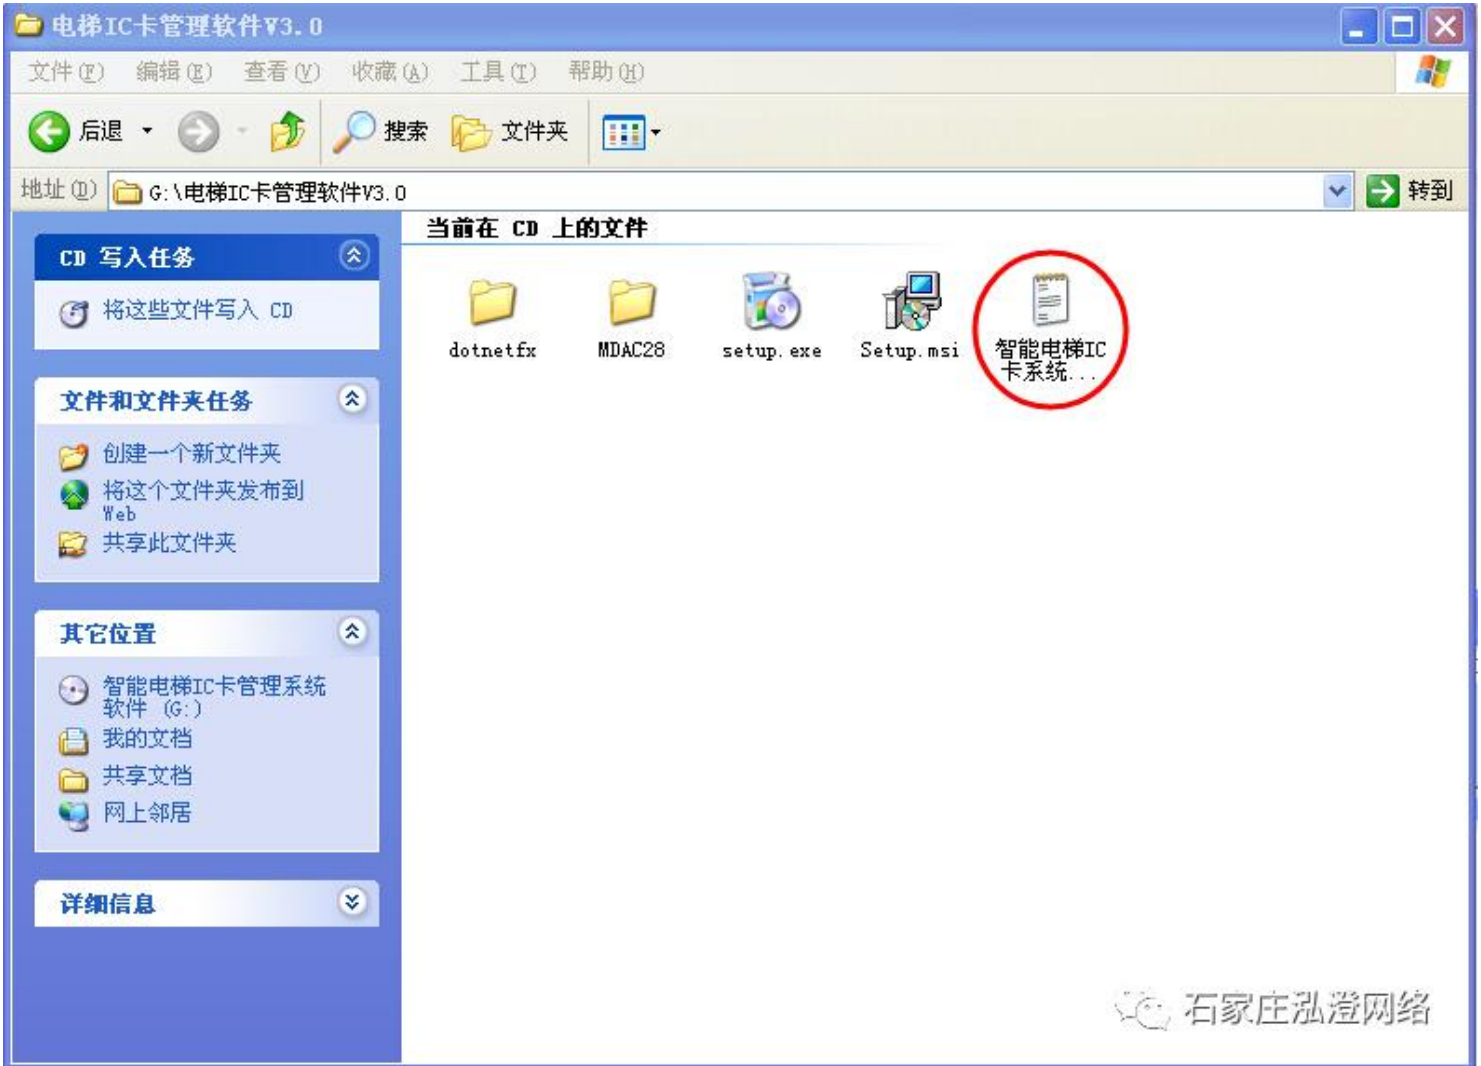 电梯IC卡管理软件V3.0
文件(F) 编辑(E) 查看(V) 收藏(A) 工具(T) 帮助(H)
后退 搜索 文件夹
地址(D) G:\电梯IC卡管理软件V3.0 转到
CD 写入任务
将这些文件写入 CD
文件和文件夹任务
创建一个新文件夹
将这个文件夹发布到
Web
共享此文件夹
其它位置
智能电梯IC卡管理系统
软件 (G:)
我的文档
共享文档
网上邻居
详细信息
当前在 CD 上的文件
dotnetfx
MDAC28
setup.exe
Setup.msi
智能电梯IC
卡系统...
石家庄泓澄网络